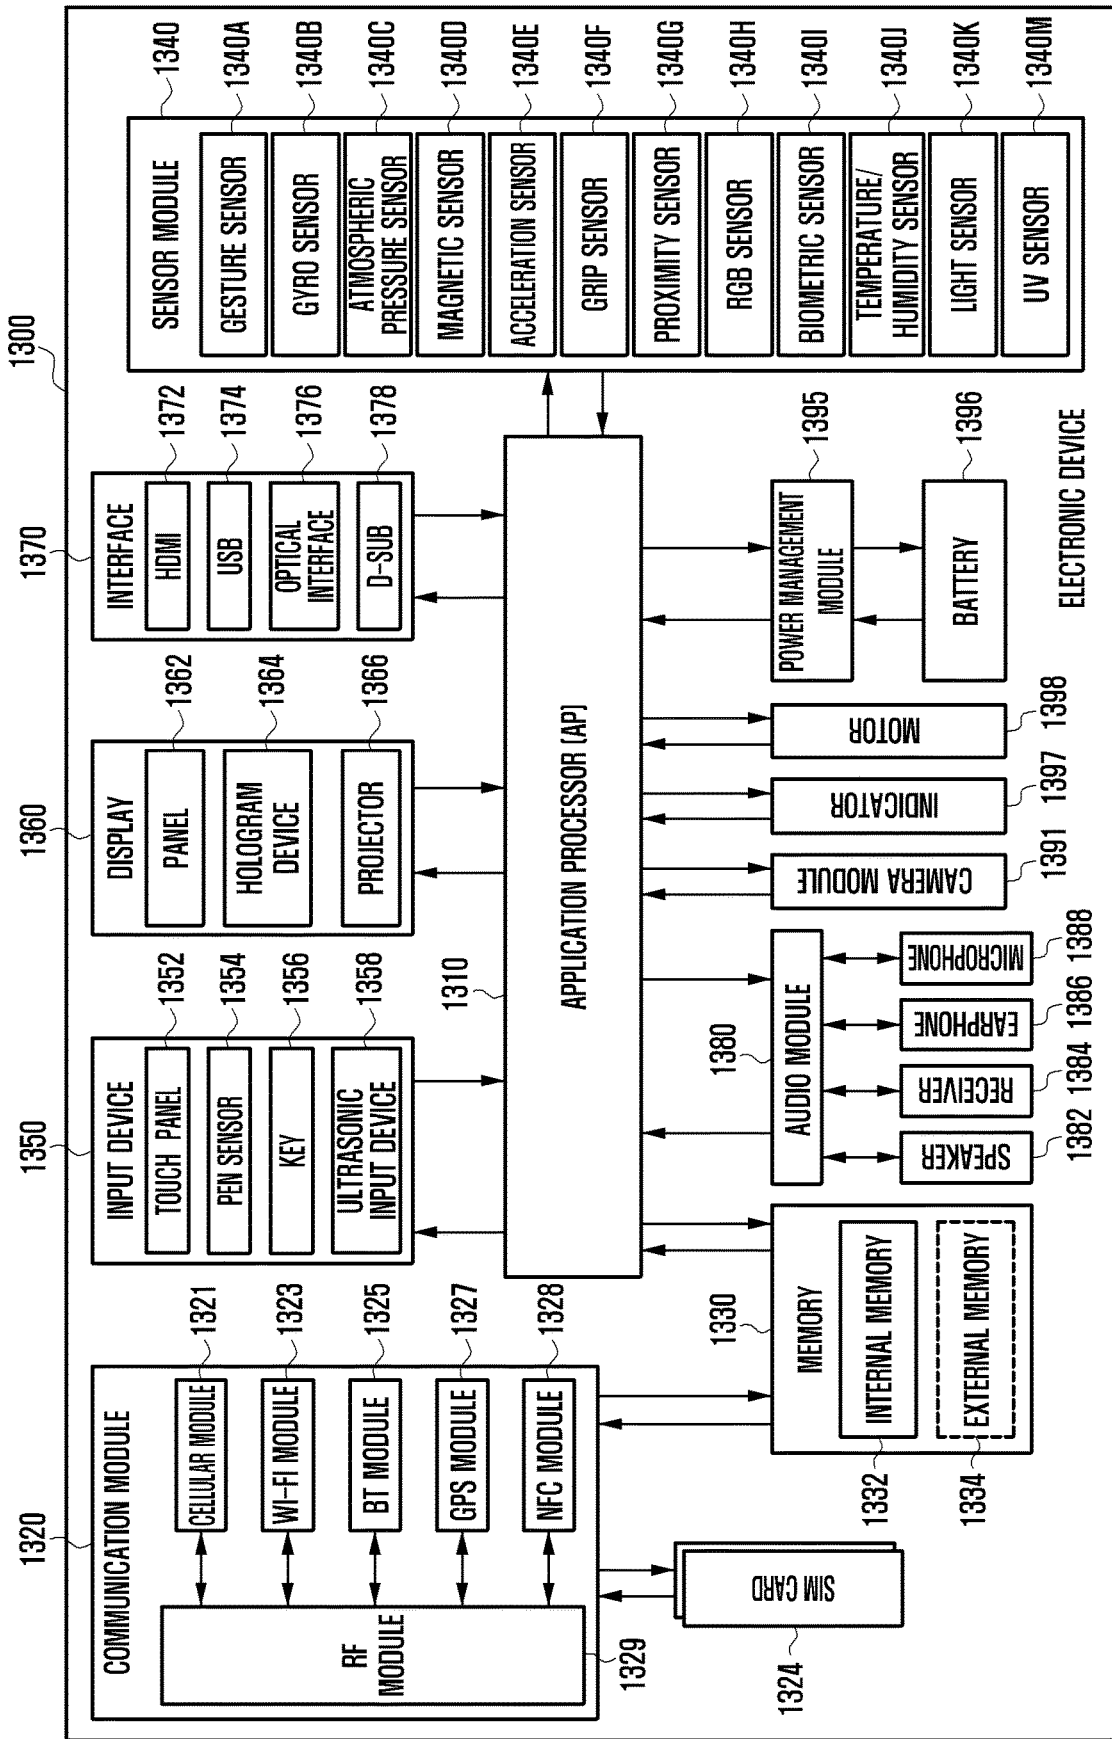 1300
1320
COMMUNICATION MODULE
CELLULAR MODULE
1321
WI-FI MODULE
1323
BT MODULE
1325
GPS MODULE
1327
NFC MODULE
1328
RF
MODULE
1329
SIM CARD
1324
1350
INPUT DEVICE
TOUCH PANEL
1352
PEN SENSOR
1354
KEY
1356
ULTRASONIC
INPUT DEVICE
1358
1360
DISPLAY
PANEL
1362
HOLOGRAM
DEVICE
1364
PROJECTOR
1366
1370
INTERFACE
HDMI
1372
USB
1374
OPTICAL
INTERFACE
1376
D-SUB
1378
1340
SENSOR MODULE
GESTURE SENSOR
1340A
GYRO SENSOR
1340B
ATMOSPHERIC
PRESSURE SENSOR
1340C
MAGNETIC SENSOR
1340D
ACCELERATION SENSOR
1340E
GRIP SENSOR
1340F
PROXIMITY SENSOR
1340G
RGB SENSOR
1340H
BIOMETRIC SENSOR
1340I
TEMPERATURE/
HUMIDITY SENSOR
1340J
LIGHT SENSOR
1340K
UV SENSOR
1340M
1310
APPLICATION PROCESSOR (AP)
1330
MEMORY
INTERNAL MEMORY
1332
EXTERNAL MEMORY
1334
1380
AUDIO MODULE
SPEAKER
1382
RECEIVER
1384
EARPHONE
1386
MICROPHONE
1388
CAMERA MODULE
1391
INDICATOR
1397
MOTOR
1398
POWER MANAGEMENT
MODULE
1395
BATTERY
1396
ELECTRONIC DEVICE